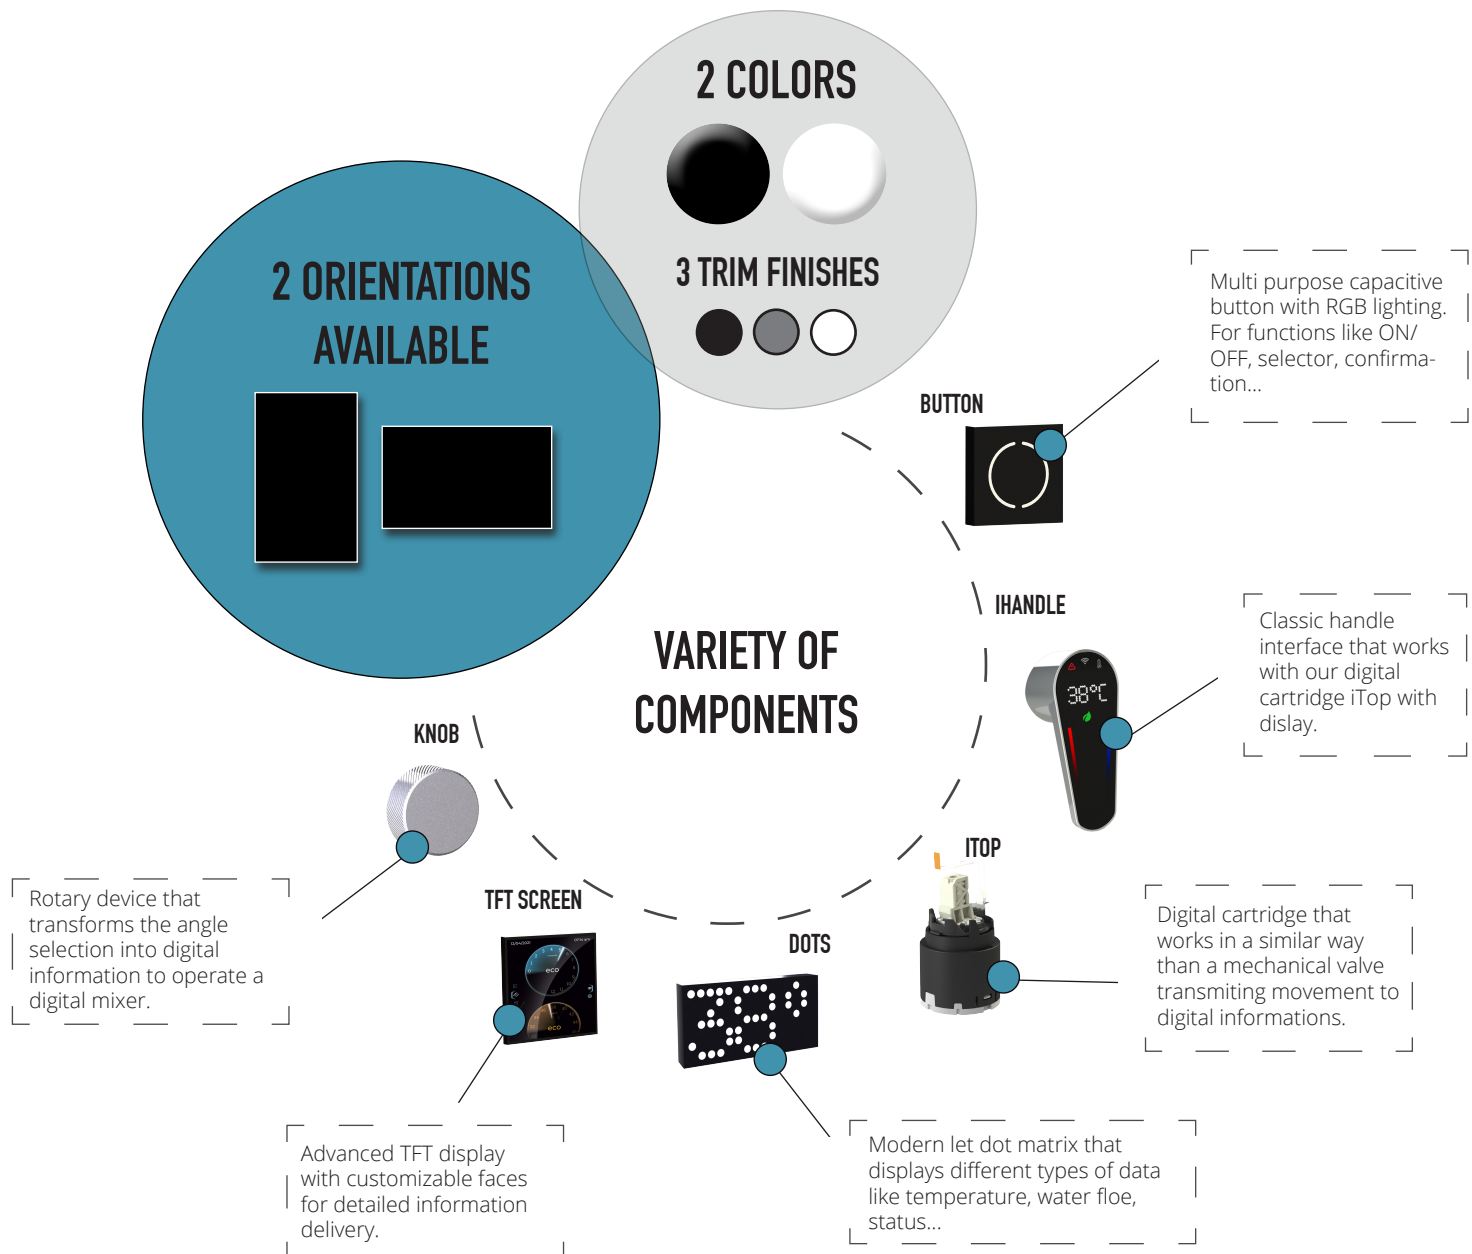 2 COLORS
3 TRIM FINISHES
2 ORIENTATIONS
AVAILABLE
Multi purpose capacitive
button with RGB lighting.
For functions like ON/
OFF, selector, confirma-
tion...
BUTTON
IHANDLE
Classic handle
interface that works
with our digital
cartridge iTop with
dislay.
38°C
VARIETY OF
COMPONENTS
KNOB
ITOP
Rotary device that
transforms the angle
selection into digital
information to operate a
digital mixer.
TFT SCREEN
eco
eco
DOTS
Digital cartridge that
works in a similar way
than a mechanical valve
transmiting movement to
digital informations.
Advanced TFT display
with customizable faces
for detailed information
delivery.
Modern let dot matrix that
displays different types of data
like temperature, water floe,
status...